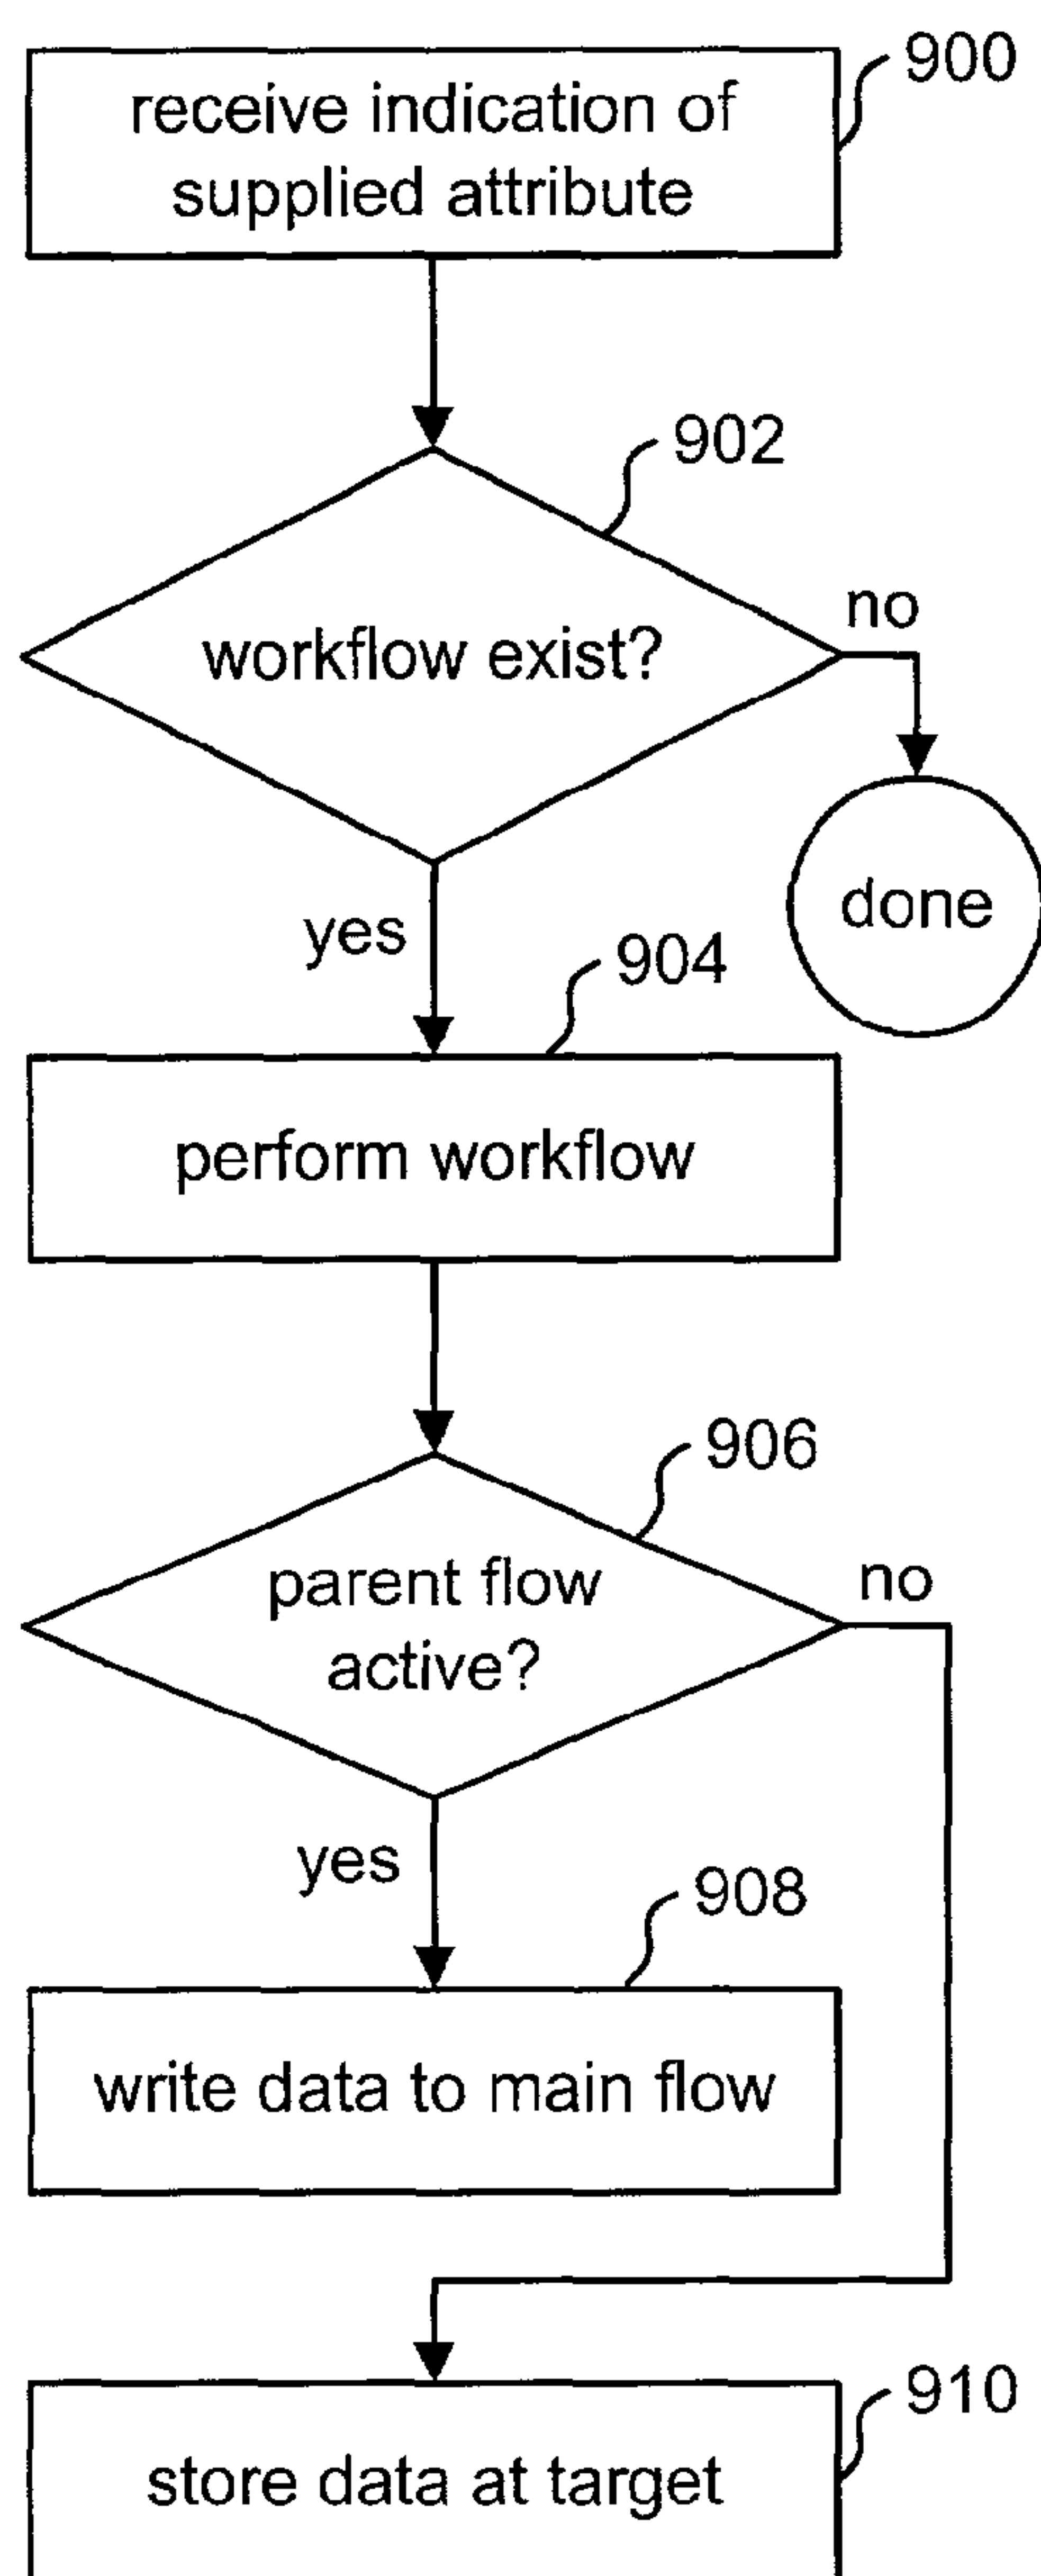 900
receive indication of
supplied attribute
902
workflow exist?
no
done
yes
904
perform workflow
906
parent flow
active?
no
yes
908
write data to main flow
910
store data at target